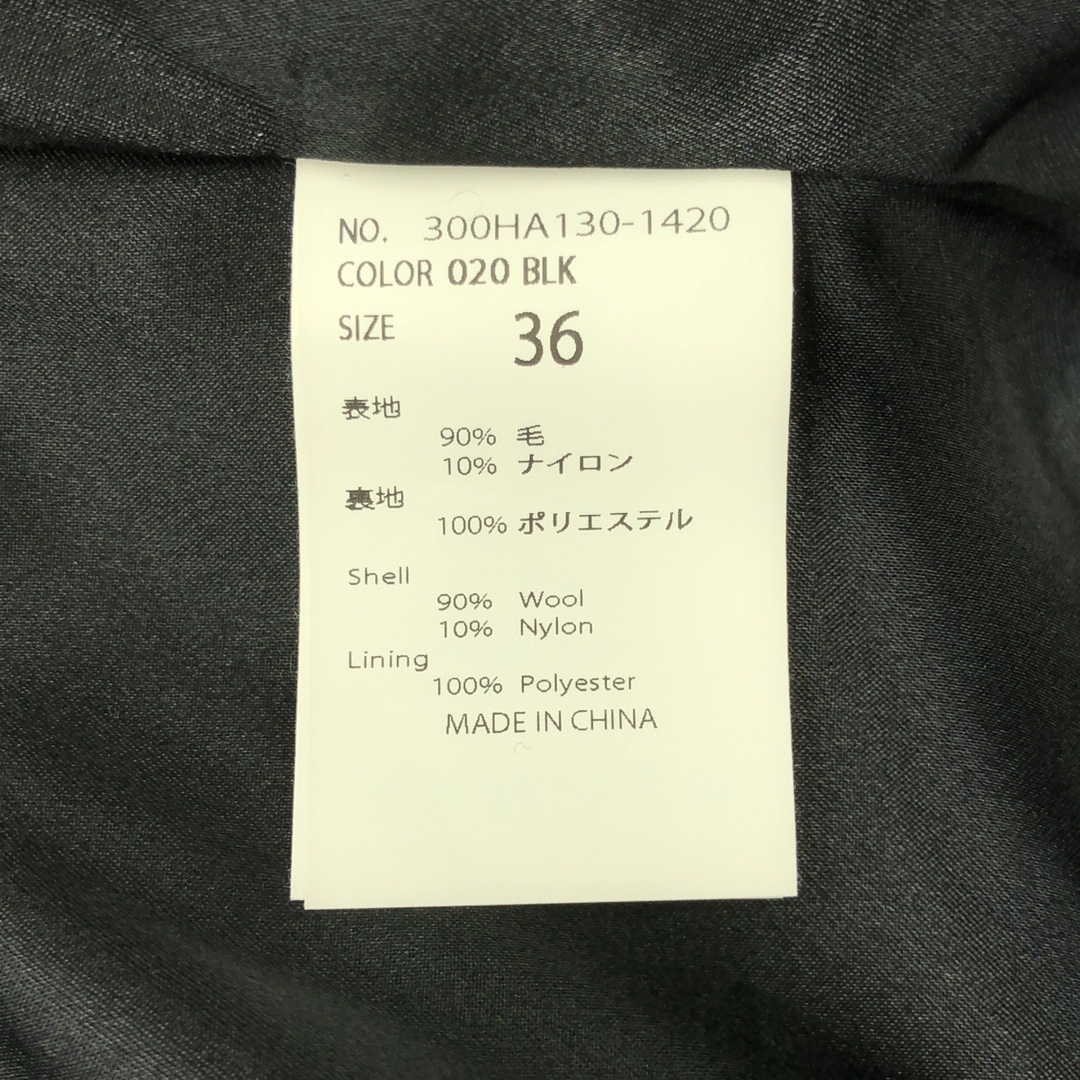 NO. 300HA130-1420
COLOR 020 BLK
SIZE 36
表地
90% 毛
10% ナイロン
裏地
100% ポリエステル
Shell
90% Wool
10% Nylon
Lining
100% Polyester
MADE IN CHINA